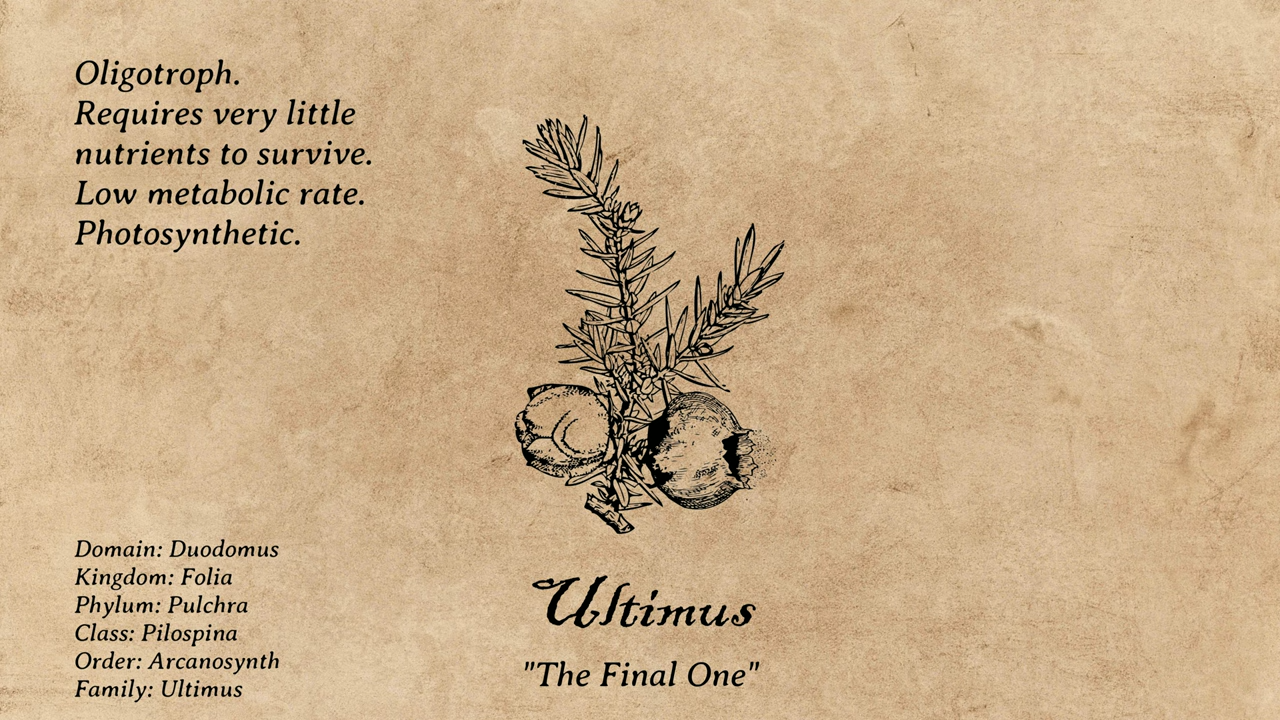 Oligotroph.
Requires very little
nutrients to survive.
Low metabolic rate.
Photosynthetic.
Domain: Duodomus
Kingdom: Folia
Phylum: Pulchra
Class: Pilospina
Order: Arcanosynth
Family: Ultimus
Ultimus
"The Final One"